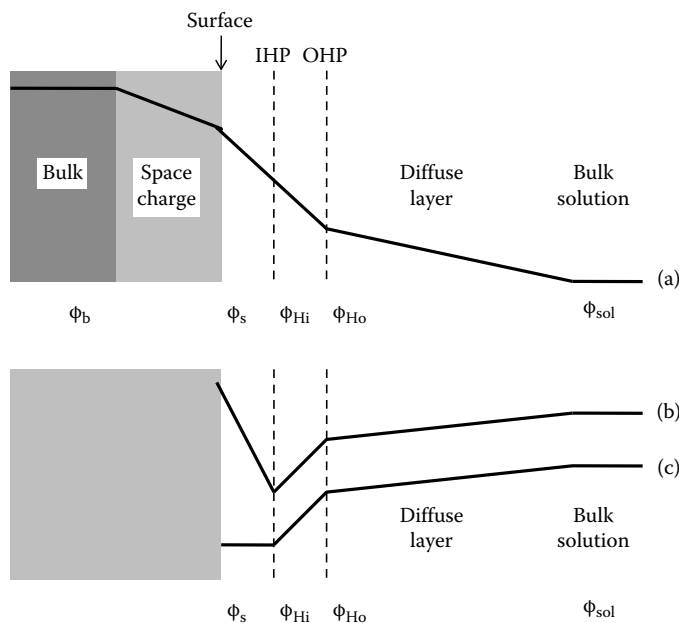 Surface
IHP OHP
Bulk
Space
charge
Diffuse
layer
Bulk
solution
(a)
ϕb
ϕs
ϕHi
ϕHo
ϕsol
(b)
(c)
Diffuse
layer
Bulk
solution
ϕs
ϕHi
ϕHo
ϕsol